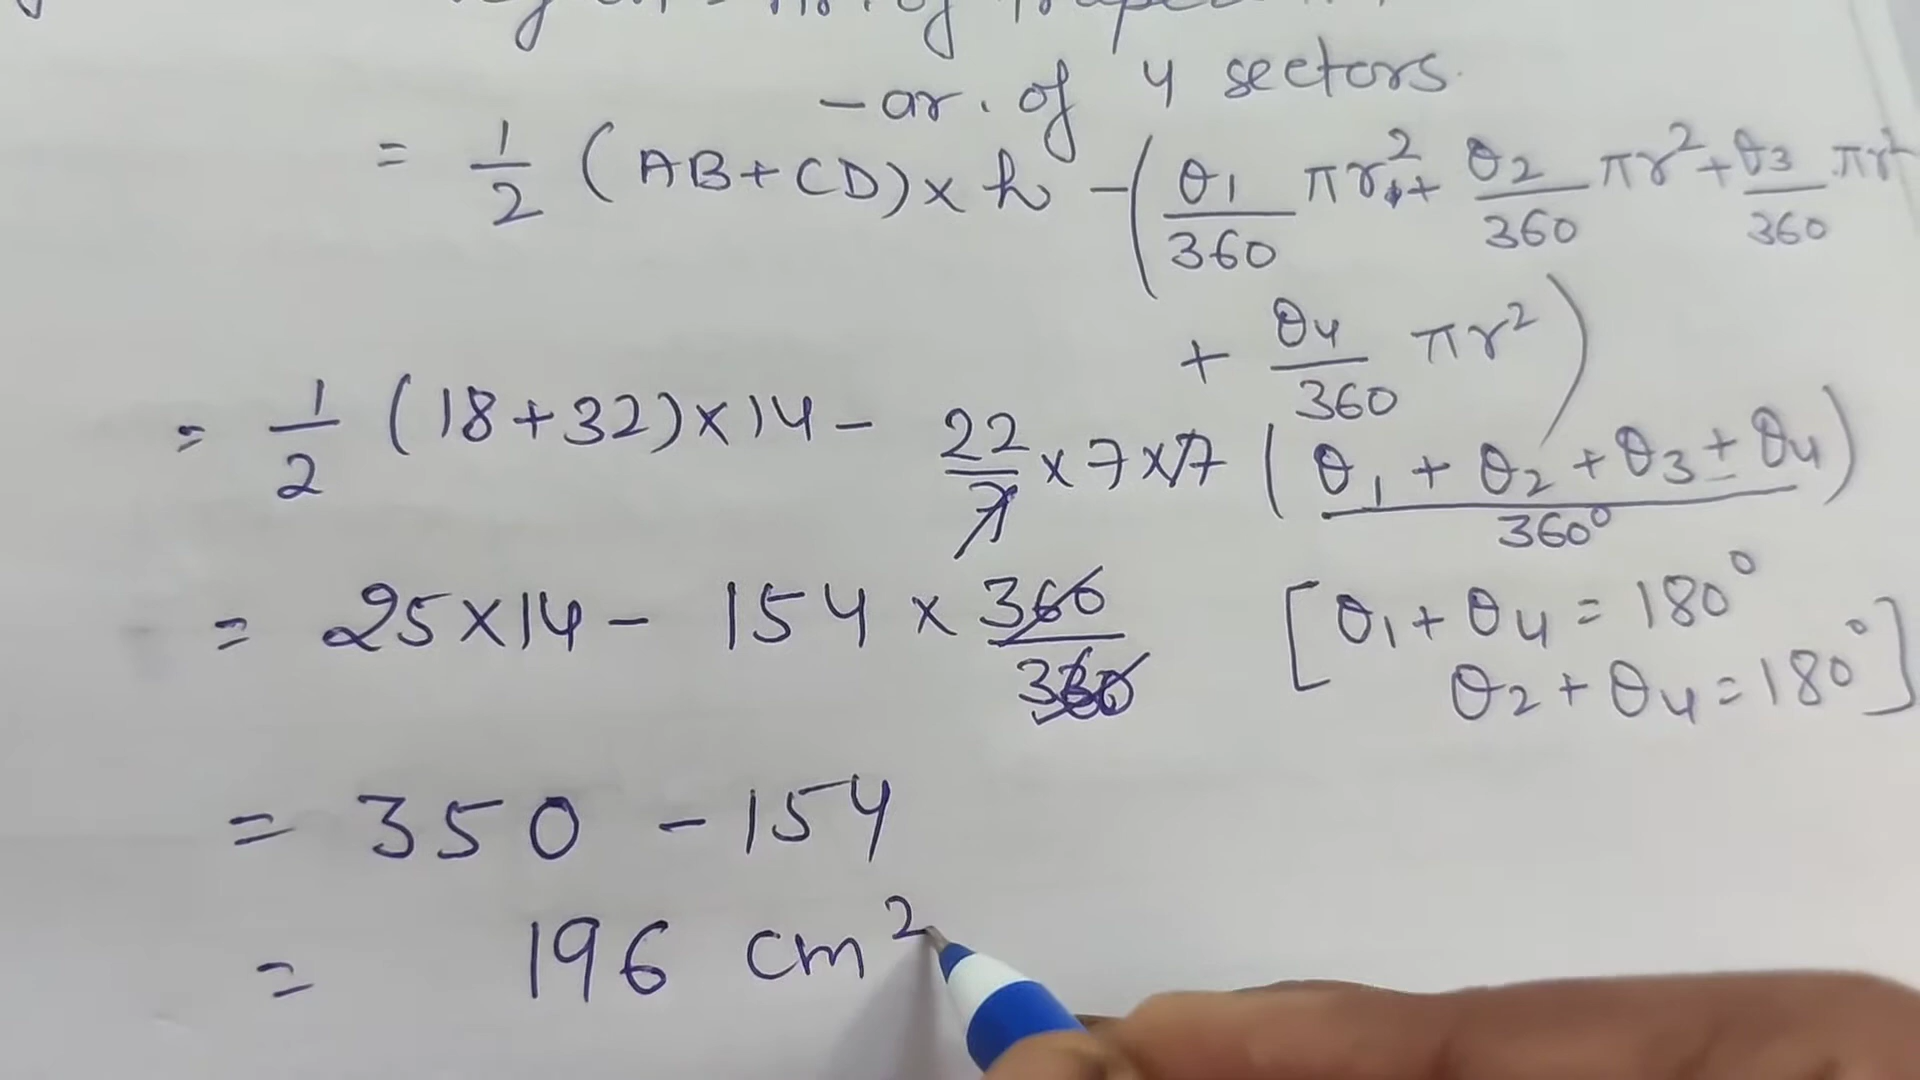 ar. of
- ar. of 4 sectors.
= 1/2 (AB + CD) × h - (θ1/360 πr² + θ2/360 πr² + θ3/360 πr²
+ θ4/360 πr²)
= 1/2 (18 + 32) × 14 - 22/7 × 7 × 7 (θ1 + θ2 + θ3 + θ4/360°)
= 25 × 14 - 154 × 360/360 [θ1 + θ4 = 180°
θ2 + θ4 = 180°]
= 350 - 154
= 196 cm²